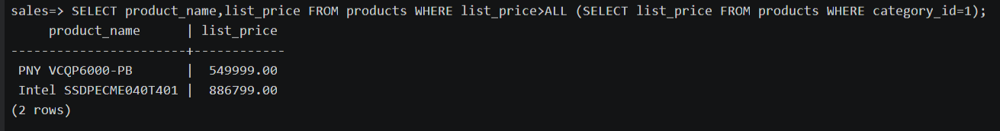 sales=> SELECT product_name,list_price FROM products WHERE list_price>ALL (SELECT list_price FROM products WHERE category_id=1);
     product_name      | list_price
-----------------------+------------
 PNY VCQP6000-PB       |  549999.00
 Intel SSDPECME040T401 |  886799.00
(2 rows)